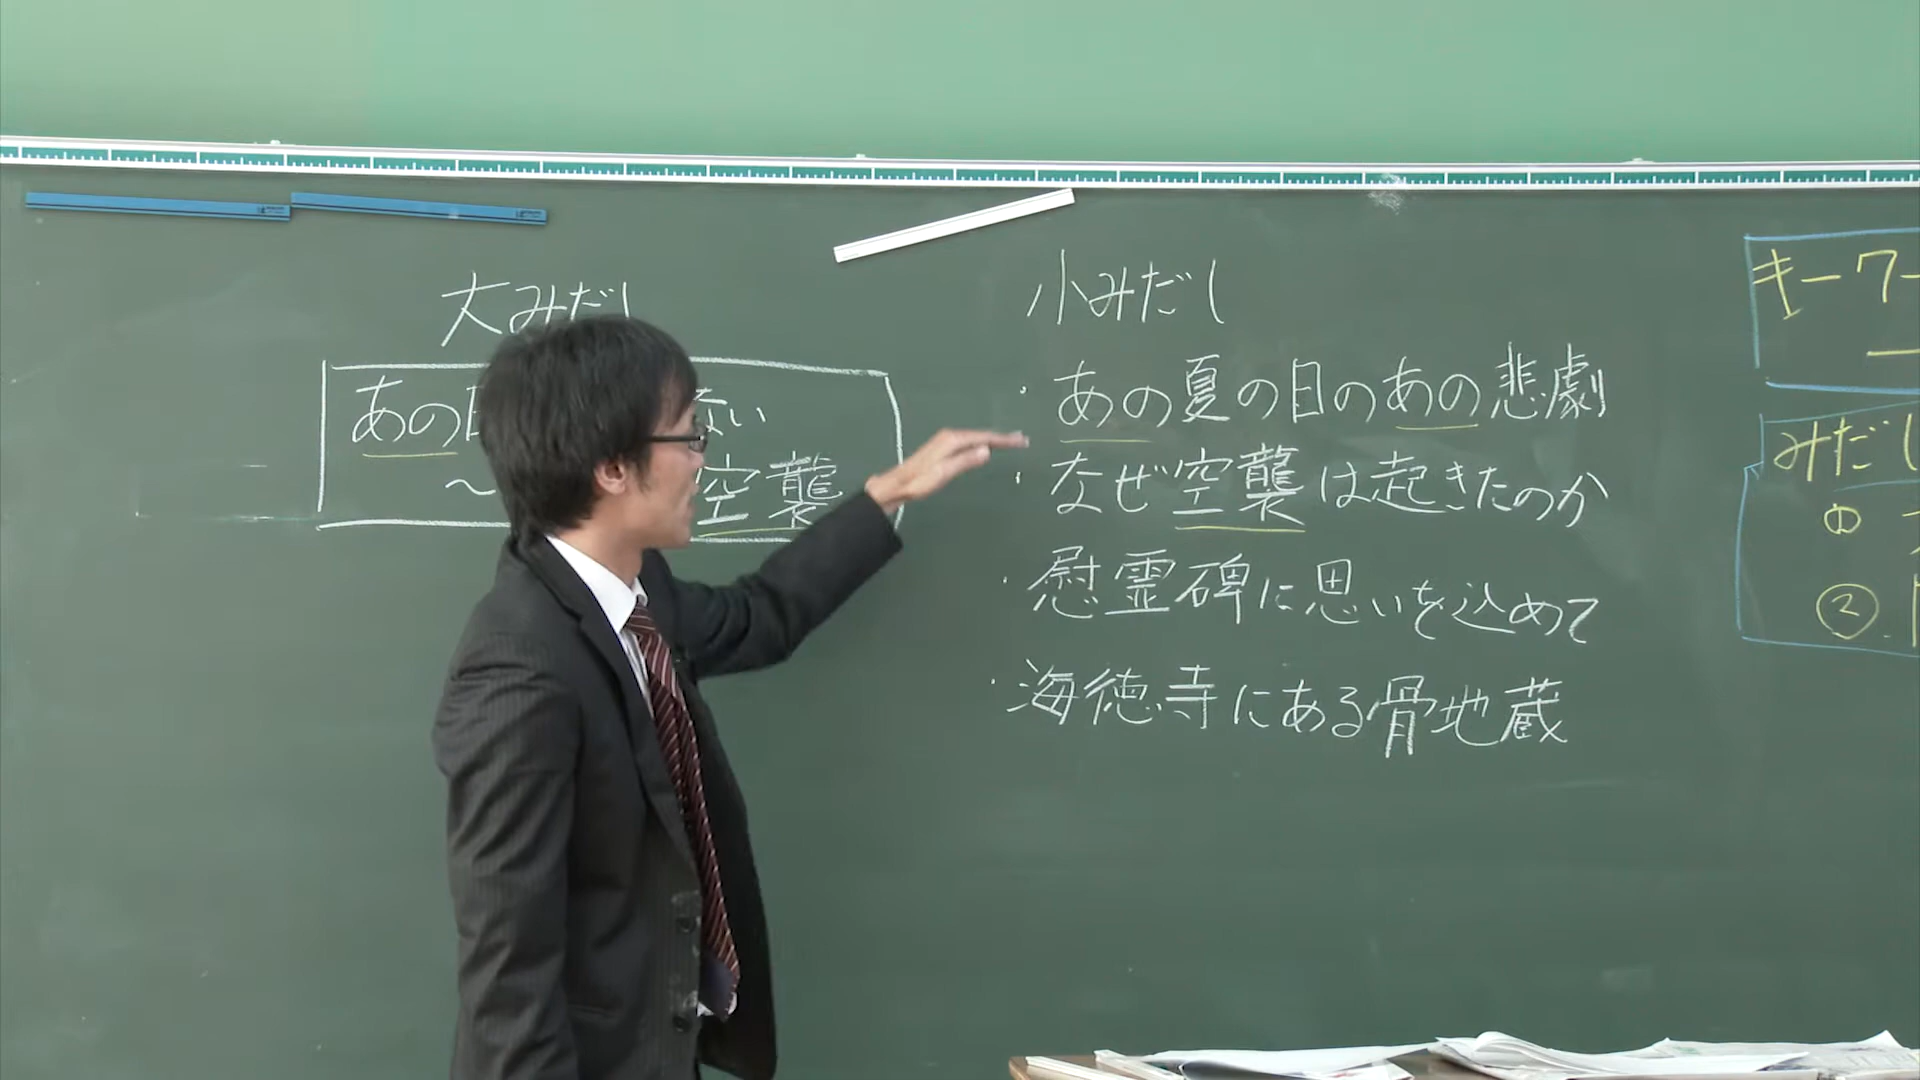 大みだし
あの ない
～ 空襲
小みだし
・あの夏の日のあの悲劇
・なぜ空襲は起きたのか
・慰霊碑に思いを込めて
・海徳寺にある骨地蔵
キーワー
みだし
①
②